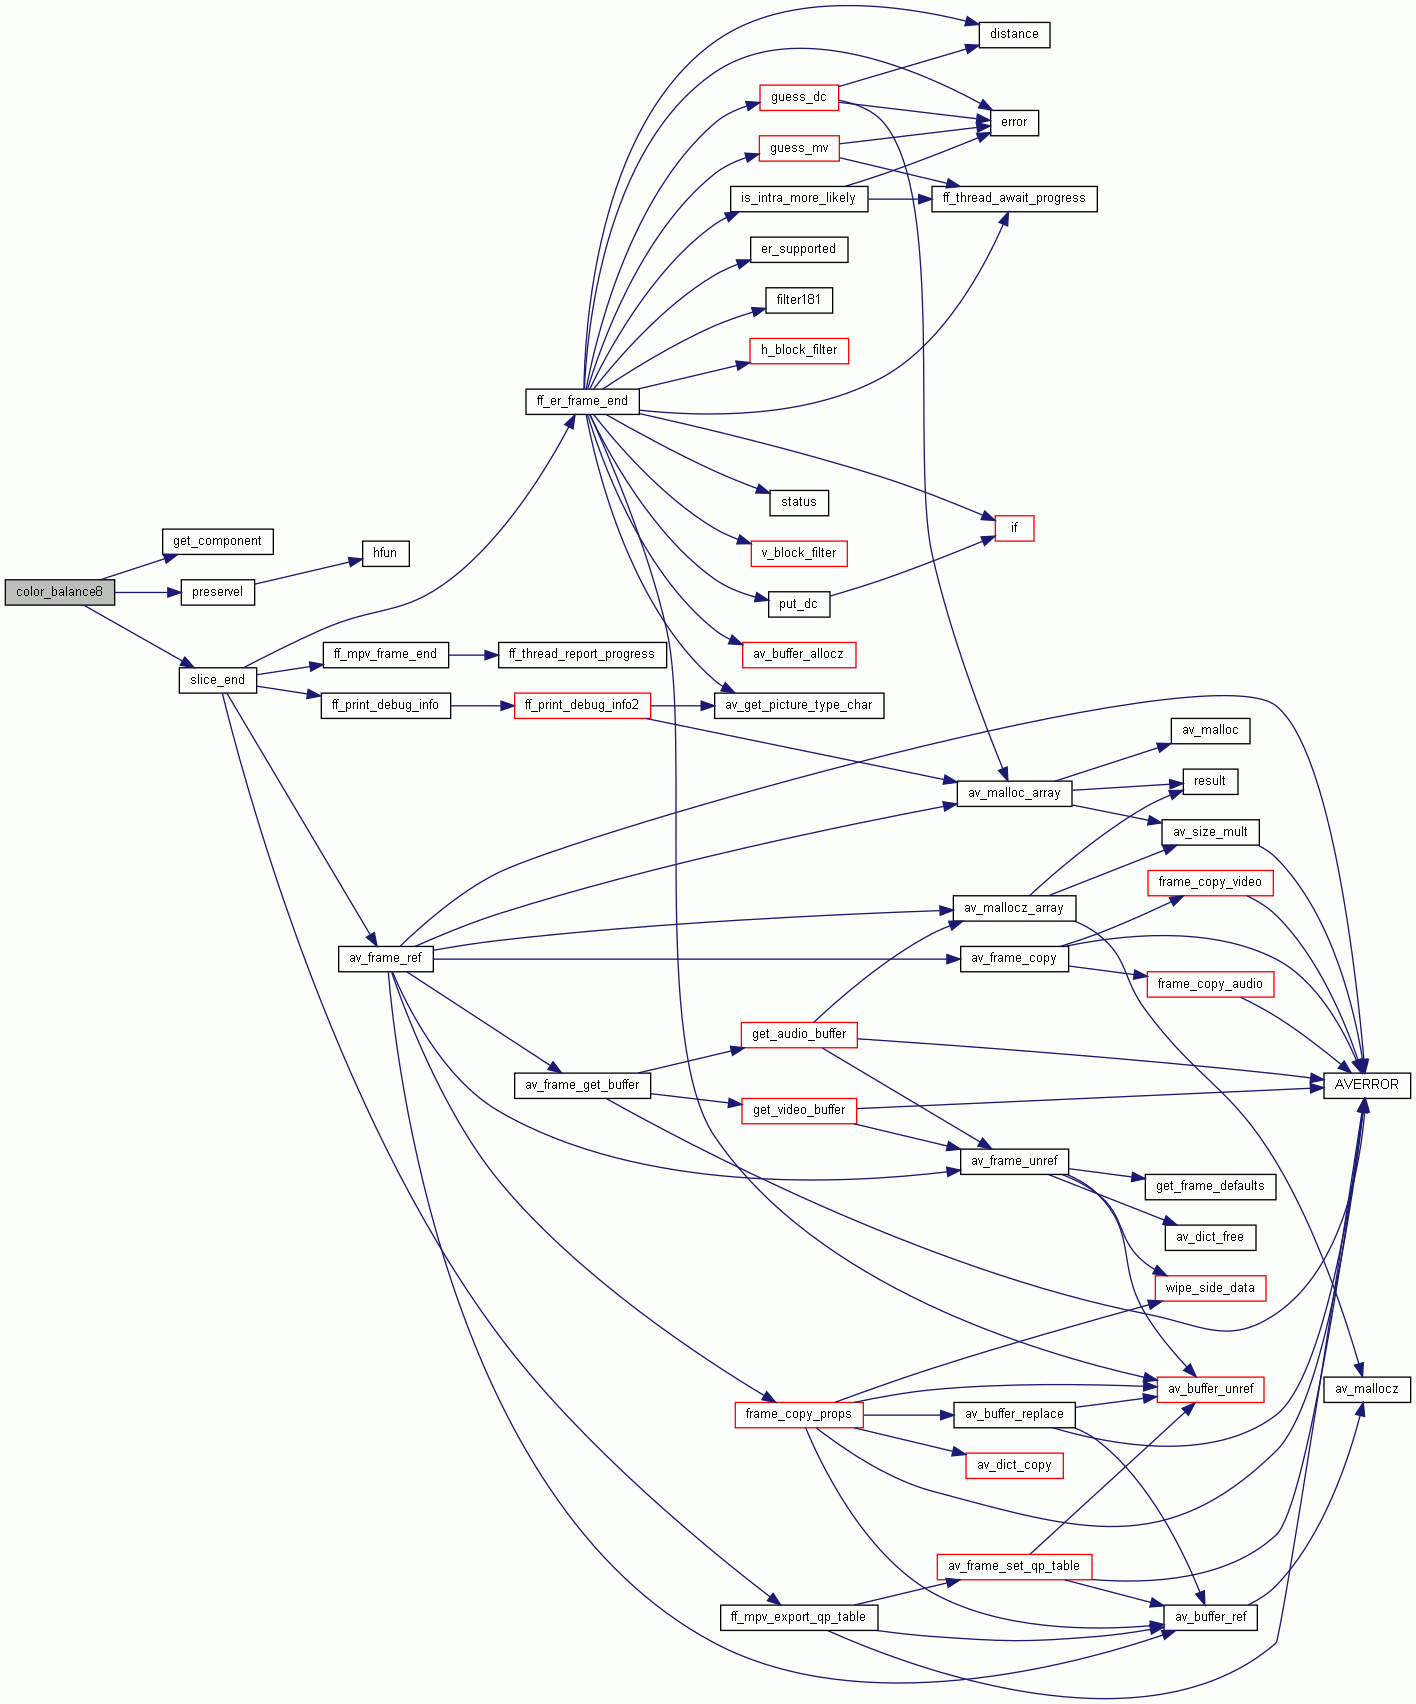 distance
guess_dc
error
guess_mv
is_intra_more_likely
ff_thread_await_progress
er_supported
filter181
h_block_filter
ff_er_frame_end
status
if
get_component
hfun
v_block_filter
color_balance8
preservel
put_dc
ff_mpv_frame_end
ff_thread_report_progress
av_buffer_allocz
slice_end
ff_print_debug_info
ff_print_debug_info2
av_get_picture_type_char
av_malloc
result
av_malloc_array
av_size_mult
frame_copy_video
av_mallocz_array
av_frame_ref
av_frame_copy
frame_copy_audio
get_audio_buffer
av_frame_get_buffer
AVERROR
get_video_buffer
av_frame_unref
get_frame_defaults
av_dict_free
wipe_side_data
av_buffer_unref
av_mallocz
frame_copy_props
av_buffer_replace
av_dict_copy
av_frame_set_qp_table
ff_mpv_export_qp_table
av_buffer_ref